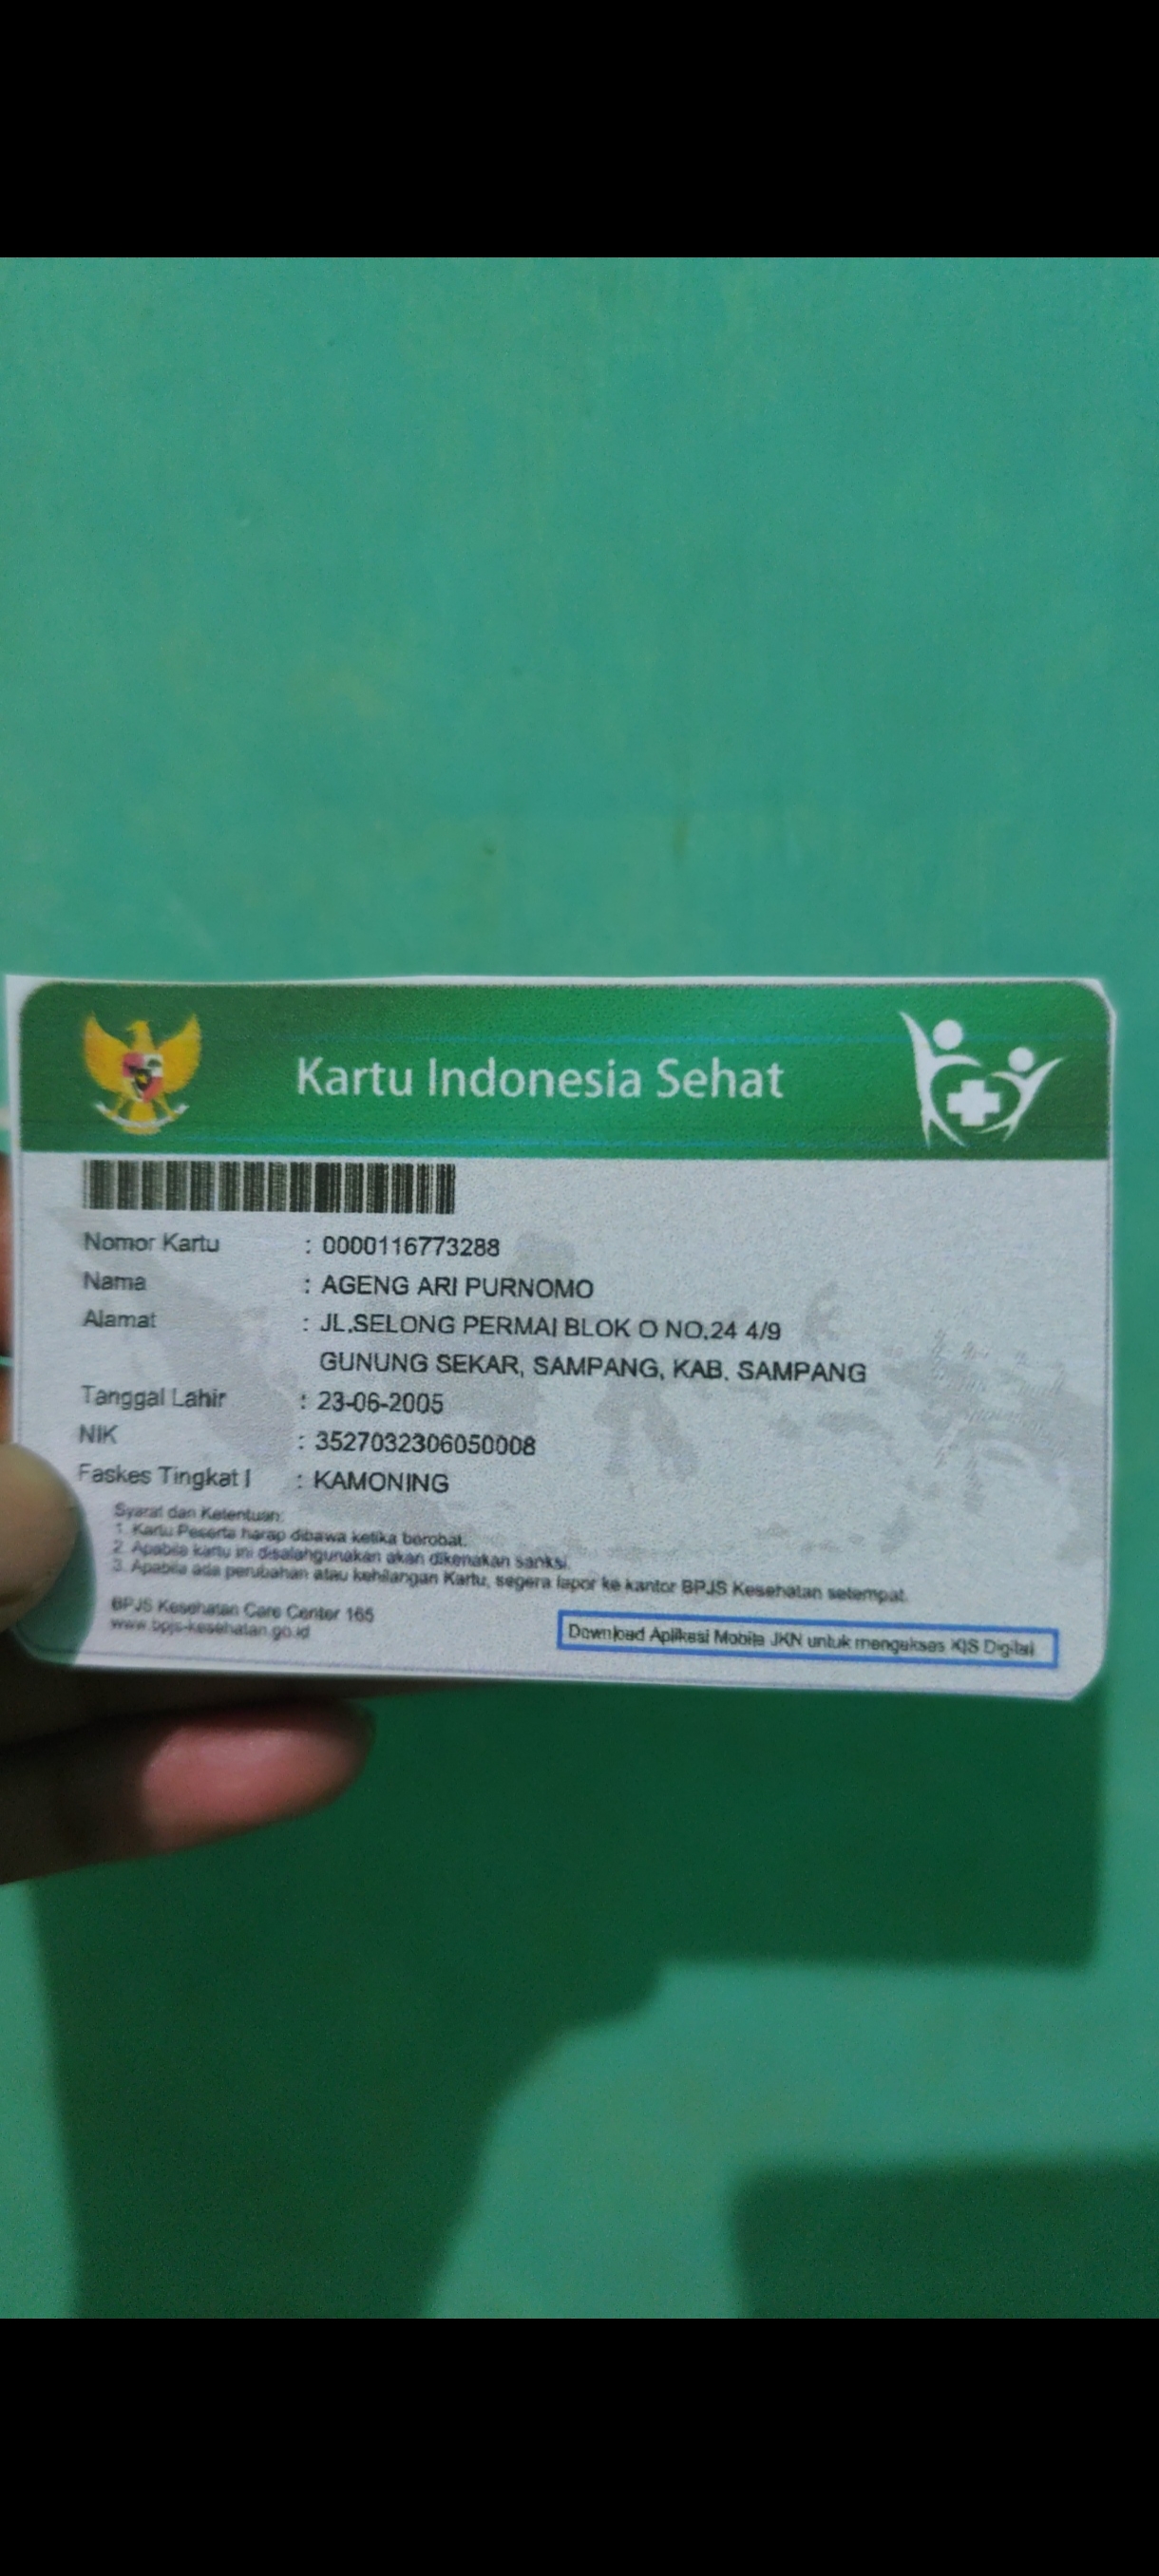 Kartu Indonesia Sehat
Nomor Kartu : 0000116773288
Nama : AGENG ARI PURNOMO
Alamat : JL.SELONG PERMAI BLOK O NO.24 4/9
GUNUNG SEKAR, SAMPANG, KAB. SAMPANG
Tanggal Lahir : 23-06-2005
NIK : 3527032306050008
Faskes Tingkat I : KAMONING
Syarat dan Ketentuan:
1. Kartu Peserta harap dibawa ketika berobat.
2. Apabila kartu ini disalahgunakan akan dikenakan sanksi.
3. Apabila ada perubahan atau kehilangan Kartu, segera lapor ke kantor BPJS Kesehatan setempat.
BPJS Kesehatan Care Center 165
www.bpjs-kesehatan.go.id
Download Aplikasi Mobile JKN untuk mengakses KIS Digital